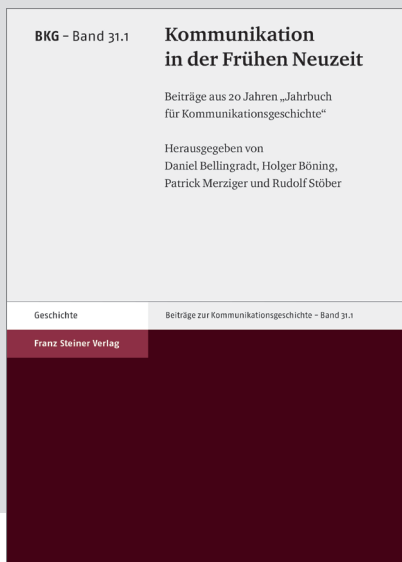 BKG – Band 31.1
Kommunikation
in der Frühen Neuzeit
Beiträge aus 20 Jahren „Jahrbuch
für Kommunikationsgeschichte“
Herausgegeben von
Daniel Bellingradt, Holger Böning,
Patrick Merziger und Rudolf Stöber
Geschichte
Beiträge zur Kommunikationsgeschichte – Band 31.1
Franz Steiner Verlag